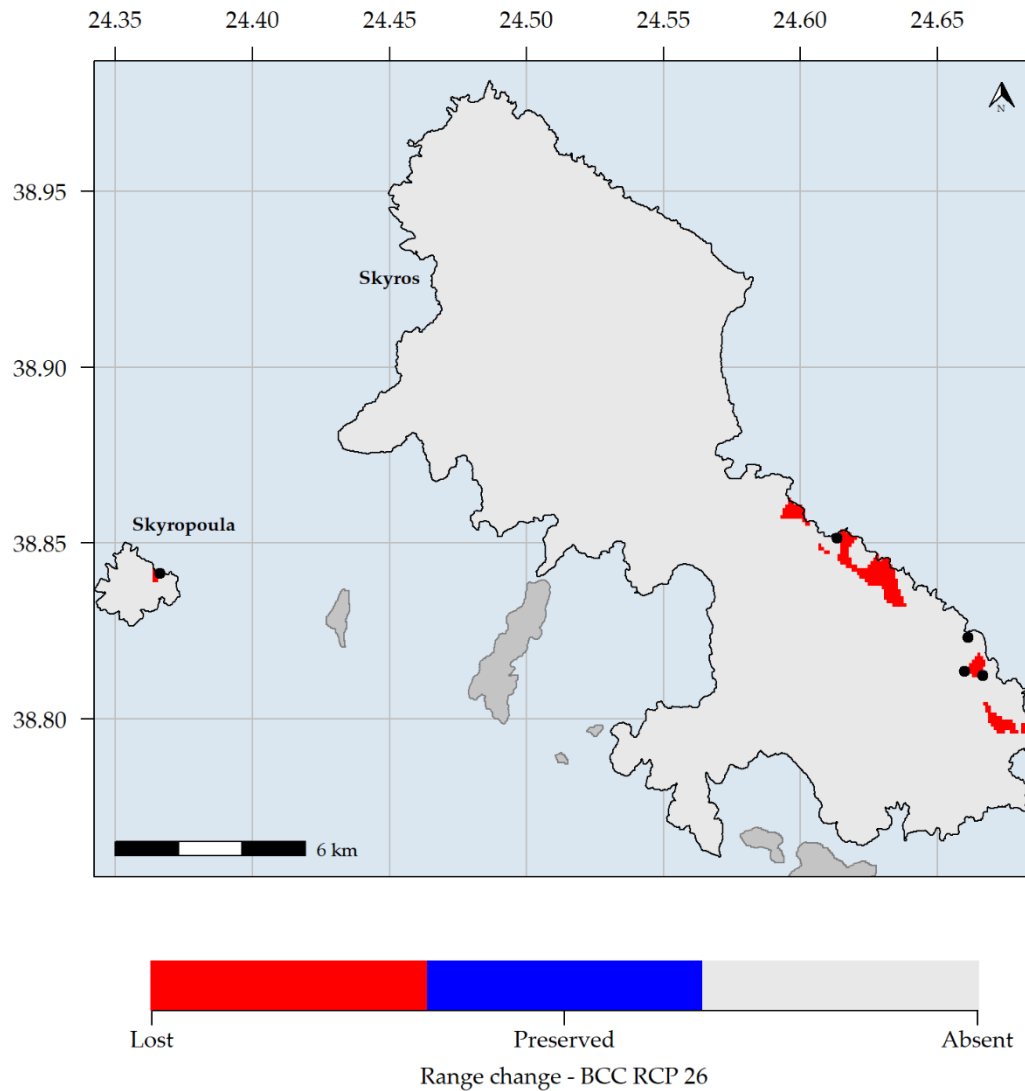 24.35 24.40 24.45 24.50 24.55 24.60 24.65
N
38.95
Skyros
38.90
Skyropoula
38.85
38.80
6 km
Lost Preserved Absent
Range change - BCC RCP 26